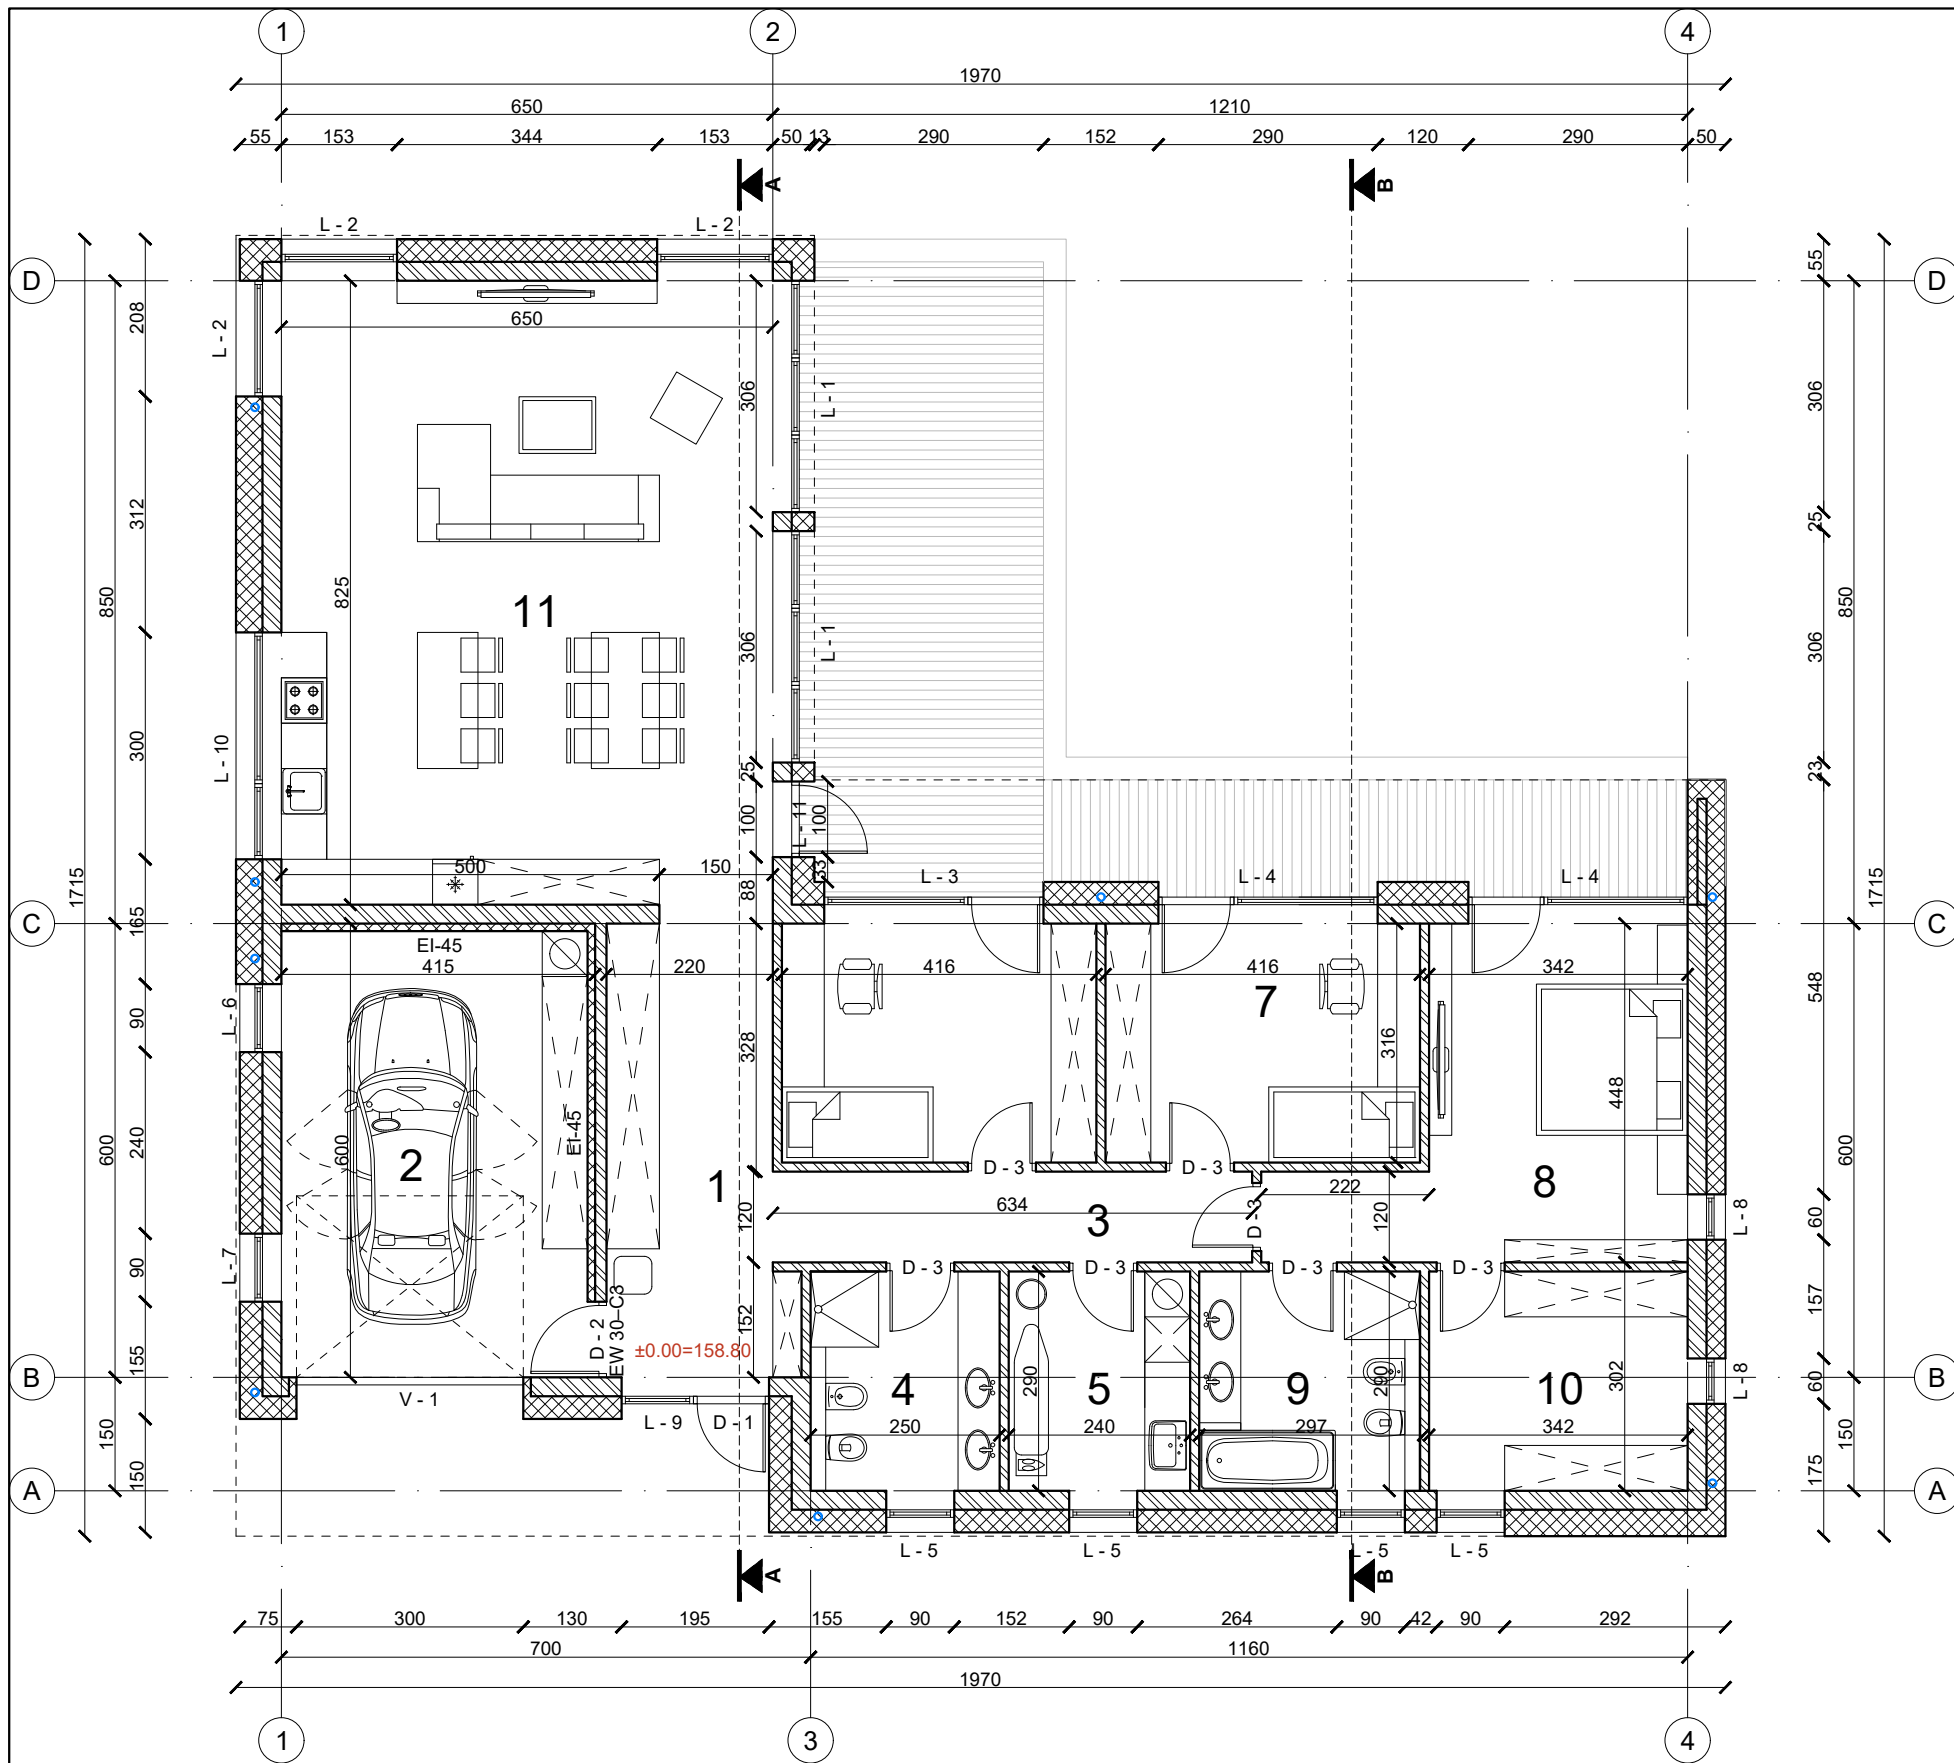 1 2 4
1970
650 1210
55 153 344 153 50 13 290 152 290 120 290 50
A B
L - 2 L - 2
D D
55
208
L - 2
650
306
L - 1
306
312
825
850
25
11
850
306
L - 1
306
300
L - 10
25
23
100
L - 11
100
500 150
33
88
L - 3 L - 4 L - 4
1715
165
1715
C C
EI-45
415 220 416 416 342
L - 6
90
7
548
328
316
448
240
600
600
EI-45
2
1
D - 3 D - 3
8
600
222
634
3
120
D - 3
120
60
L - 8
L - 7
90
D - 3 D - 3 D - 3 D - 3
D - 2
EW 30-C3
152
157
±0.00=158.80
155
B B
V - 1
4 5 9 10
290
290
302
60
L - 8
L - 9 D - 1
250 240 297 342
150
150
150
175
A A
L - 5 L - 5 L - 5 L - 5
A B
75 300 130 195 155 90 152 90 264 90 42 90 292
700 1160
1970
1 3 4